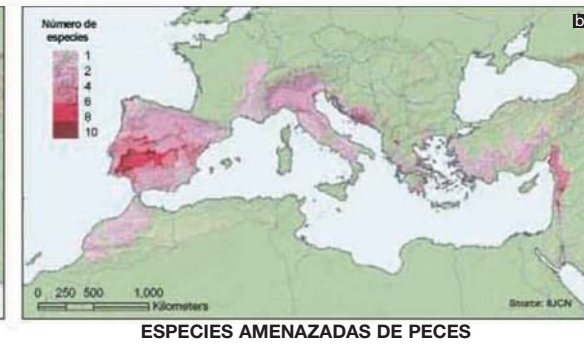 b
Número de
especies
1
2
4
6
8
10
0 250 500 1,000
Kilometers
Source: IUCN
ESPECIES AMENAZADAS DE PECES